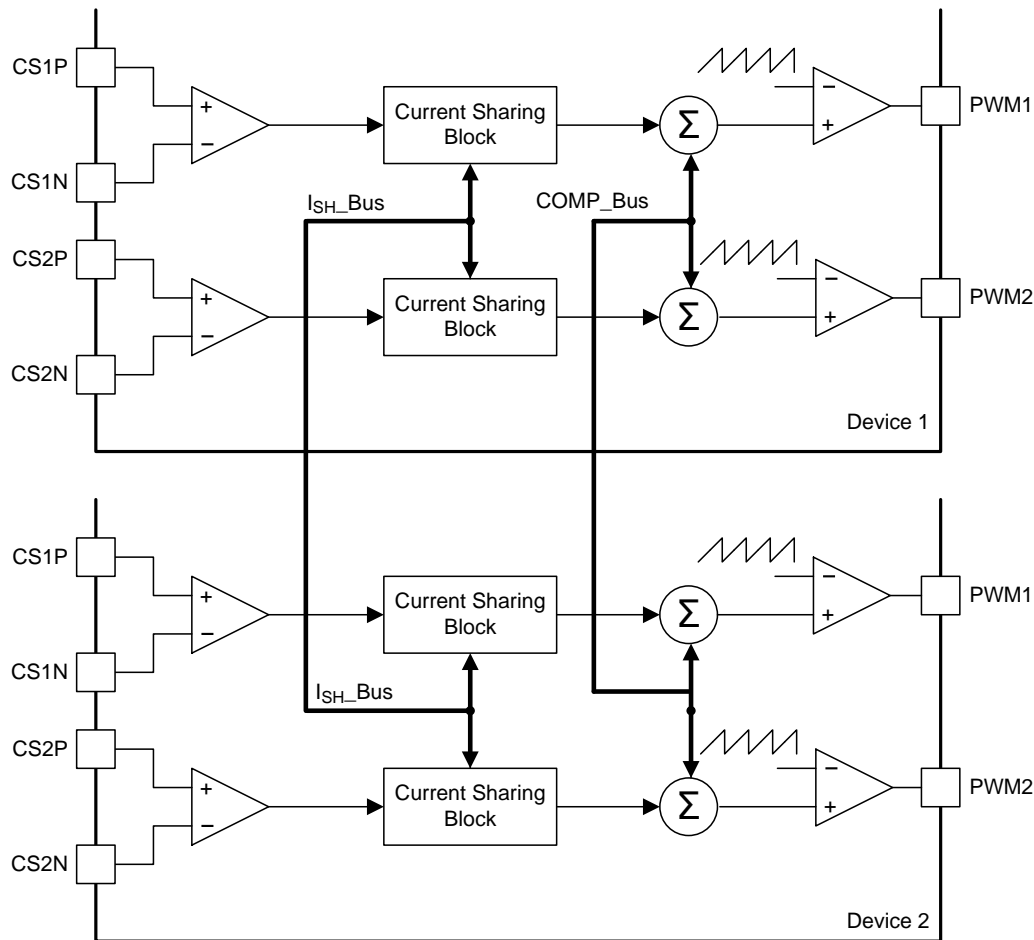 CS1P
CS1N
CS2P
CS2N
+
−
+
−
Current Sharing
Block
I_SH_Bus
Current Sharing
Block
COMP_Bus
Σ
Σ
−
+
−
+
PWM1
PWM2
Device 1
CS1P
CS1N
CS2P
CS2N
+
−
+
−
Current Sharing
Block
I_SH_Bus
Current Sharing
Block
Σ
Σ
−
+
−
+
PWM1
PWM2
Device 2